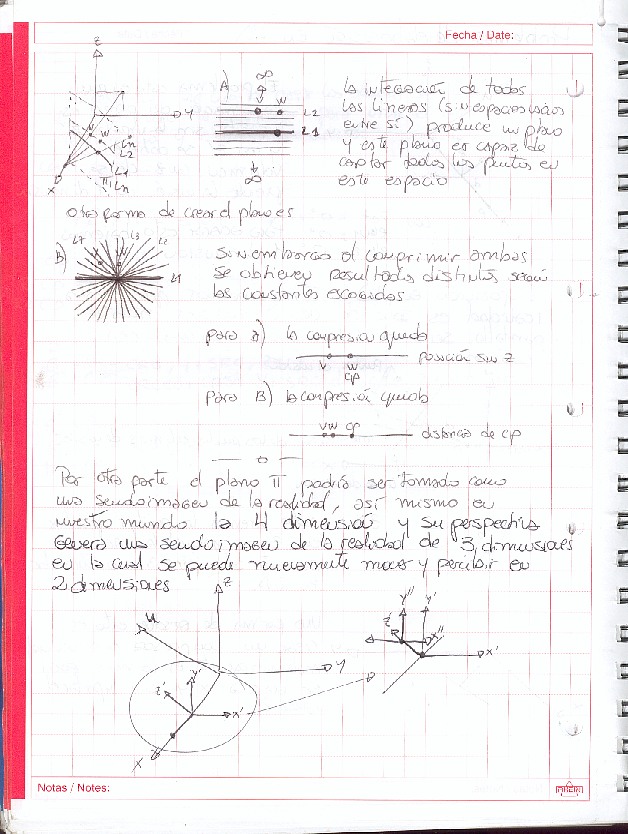 Fecha / Date:
Z
Y
X
W
L2
L1
Ln
Π
A)
∞
V W
L2
L1
∞
la integración de todas
las lineas (sin espacio
entre sí) produce un plano
y este plano es capaz de
captar todos los puntos en
este espacio
otra forma de crear el plano es
B)
L3
L2
L1
Sin embargo al comprimir ambas
se obtienen resultados distintos según
las constantes escogidas
para A) la compresion queda
V W
CP
posición sin Z
para B) la compresión queda
VW CP
distancia de CP
Por otra parte el plano Π podría ser tomado como
una seudoimagen de la realidad, así mismo en
nuestro mundo la 4 dimensión y su perspectiva
genera una seudoimagen de la realidad de 3 dimensiones
en la cual se puede nuevamente mover y percibir en
2 dimensiones
Z
U
Y
Z' Y'
X'
X
Y'' Y'
Z' X''
X'
Notas / Notes: